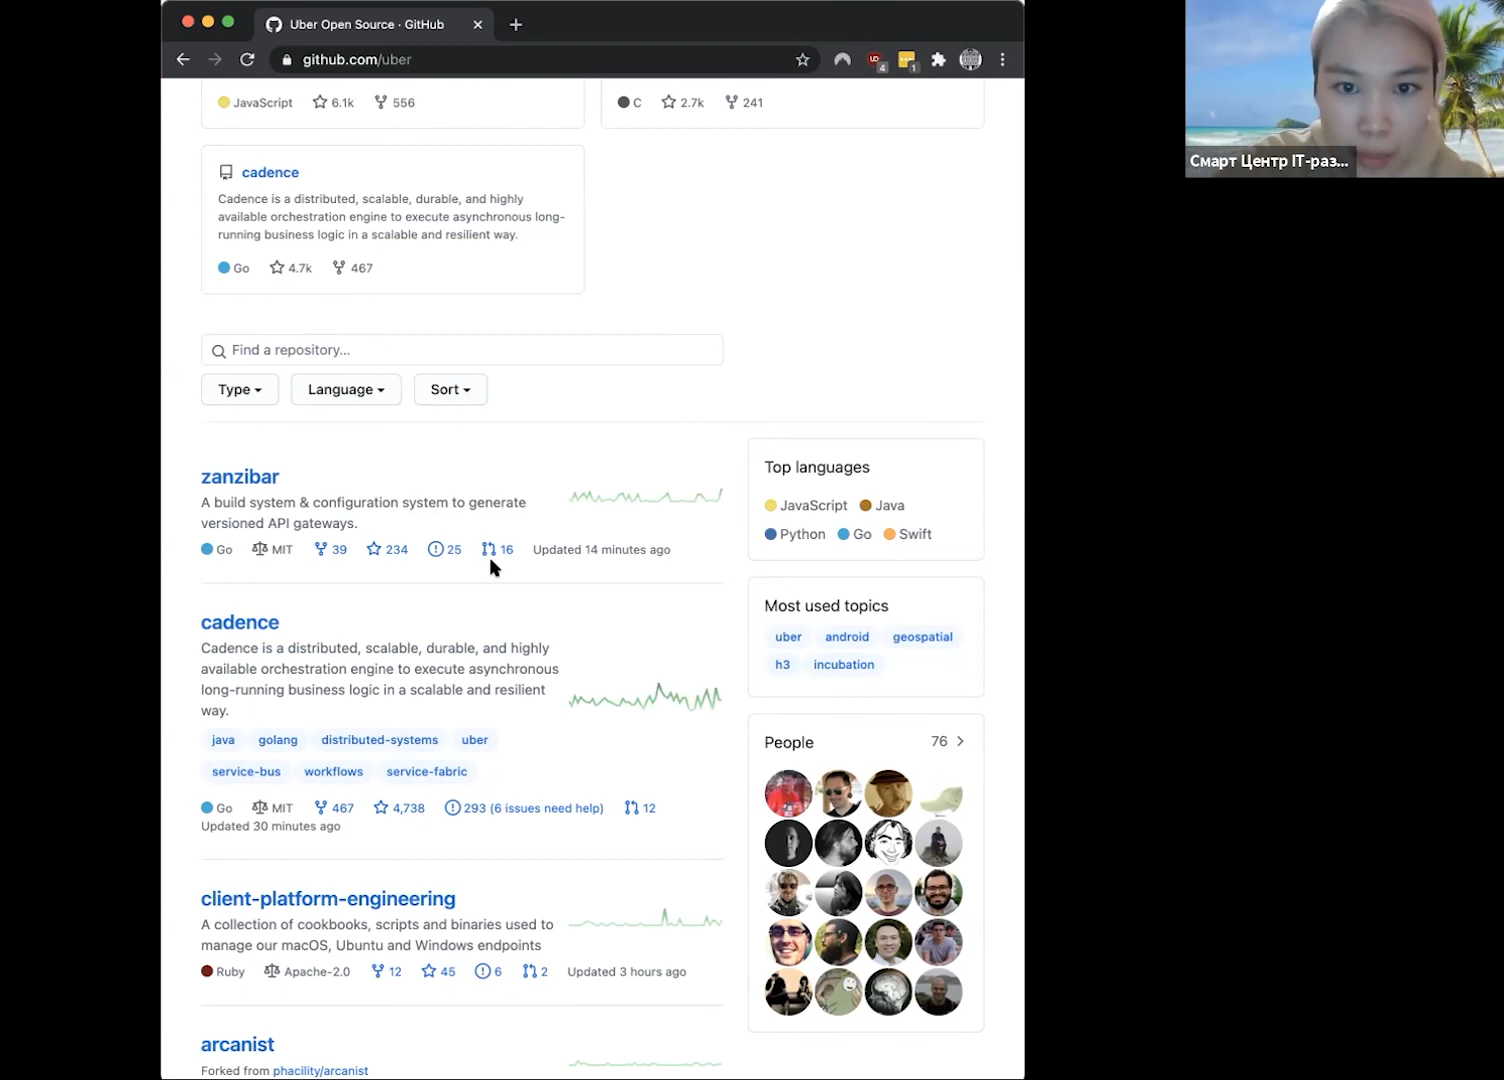 Uber Open Source · GitHub
github.com/uber
4
1
JavaScript 6.1k 556
C 2.7k 241
cadence
Cadence is a distributed, scalable, durable, and highly
available orchestration engine to execute asynchronous long-
running business logic in a scalable and resilient way.
Go 4.7k 467
Find a repository...
Type Language Sort
zanzibar
A build system & configuration system to generate
versioned API gateways.
Go MIT 39 234 25 16 Updated 14 minutes ago
cadence
Cadence is a distributed, scalable, durable, and highly
available orchestration engine to execute asynchronous
long-running business logic in a scalable and resilient
way.
java golang distributed-systems uber
service-bus workflows service-fabric
Go MIT 467 4,738 293 (6 issues need help) 12
Updated 30 minutes ago
client-platform-engineering
A collection of cookbooks, scripts and binaries used to
manage our macOS, Ubuntu and Windows endpoints
Ruby Apache-2.0 12 45 6 2 Updated 3 hours ago
arcanist
Forked from phacility/arcanist
Top languages
JavaScript Java
Python Go Swift
Most used topics
uber android geospatial
h3 incubation
People 76
Смарт Центр IT-раз...